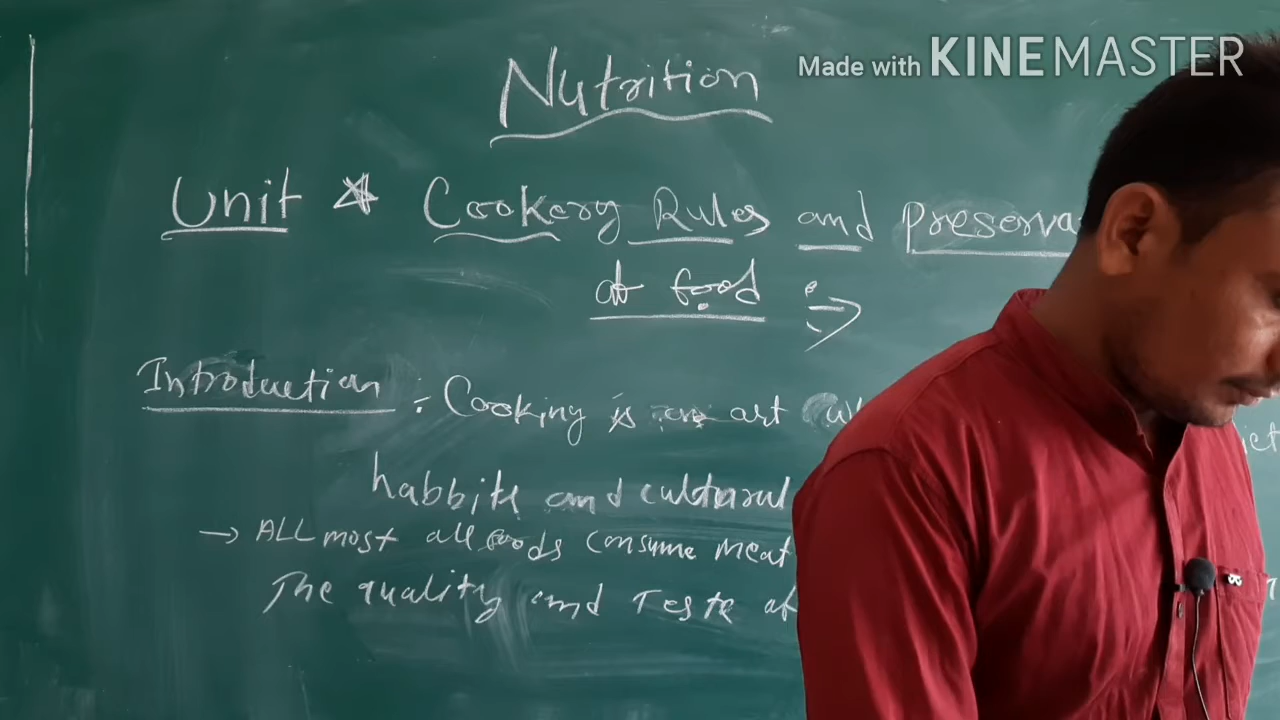 Made with KINEMASTER
Nutrition
Unit * Cookery Rules and Preserva
of food :→
Introduction :- Cooking is an art
habbits and cultural
→ ALL most all foods consume meat
The quality and Teste of